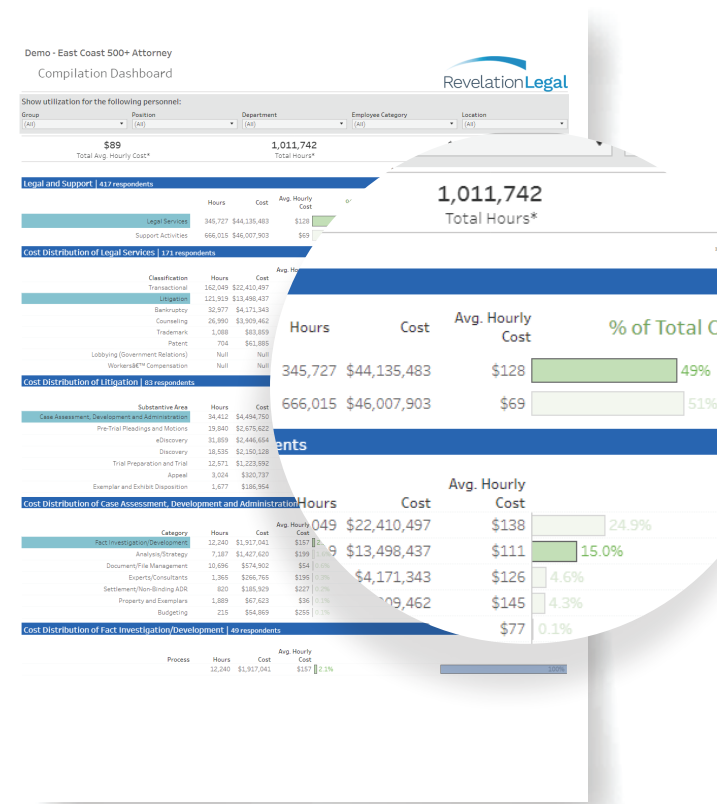 Demo - East Coast 500+ Attorney
Compilation Dashboard
RevelationLegal
Show utilization for the following personnel:
Group Position Department Employee Category Location
(All) (All) (All) (All) (All)
$89 1,011,742
Total Avg. Hourly Cost* Total Hours*
Legal and Support | 417 respondents
Hours Cost Avg. Hourly Cost
Legal Services 345,727 $44,135,483 $128
Support Activities 666,015 $46,007,903 $69
Cost Distribution of Legal Services | 171 respondents
Classification Hours Cost
Transactional 162,049 $22,410,497
Litigation 121,919 $13,498,437
Bankruptcy 32,977 $4,171,343
Counseling 26,990 $3,909,462
Trademark 1,088 $83,859
Patent 704 $61,885
Lobbying (Government Relations) Null Null
Workersâ€™ Compensation Null Null
Cost Distribution of Litigation | 83 respondents
Substantive Area Hours Cost
Case Assessment, Development and Administration 34,412 $4,494,750
Pre-Trial Pleadings and Motions 19,840 $2,675,622
eDiscovery 31,859 $2,446,654
Discovery 18,535 $2,150,128
Trial Preparation and Trial 12,571 $1,223,692
Appeal 3,024 $320,737
Exemplar and Exhibit Disposition 1,677 $186,954
Cost Distribution of Case Assessment, Development and Administration
Category Hours Cost Avg. Hourly Cost
Fact Investigation/Development 12,240 $1,917,041 $157
Analysis/Strategy 7,187 $1,427,620 $199
Document/File Management 10,696 $574,902 $54
Experts/Consultants 1,365 $266,765 $195
Settlement/Non-Binding ADR 820 $185,929 $227
Property and Exemplars 1,889 $67,623 $36
Budgeting 215 $54,869 $255
Cost Distribution of Fact Investigation/Development | 49 respondents
Process Hours Cost Avg. Hourly Cost
12,240 $1,917,041 $157 2.1% 100%
1,011,742
Total Hours*
Hours Cost Avg. Hourly Cost % of Total C
345,727 $44,135,483 $128 49%
666,015 $46,007,903 $69 51%
ents
Hours Cost Avg. Hourly Cost
049 $22,410,497 $138 24.9%
9 $13,498,437 $111 15.0%
$4,171,343 $126 4.6%
09,462 $145 4.3%
$77 0.1%